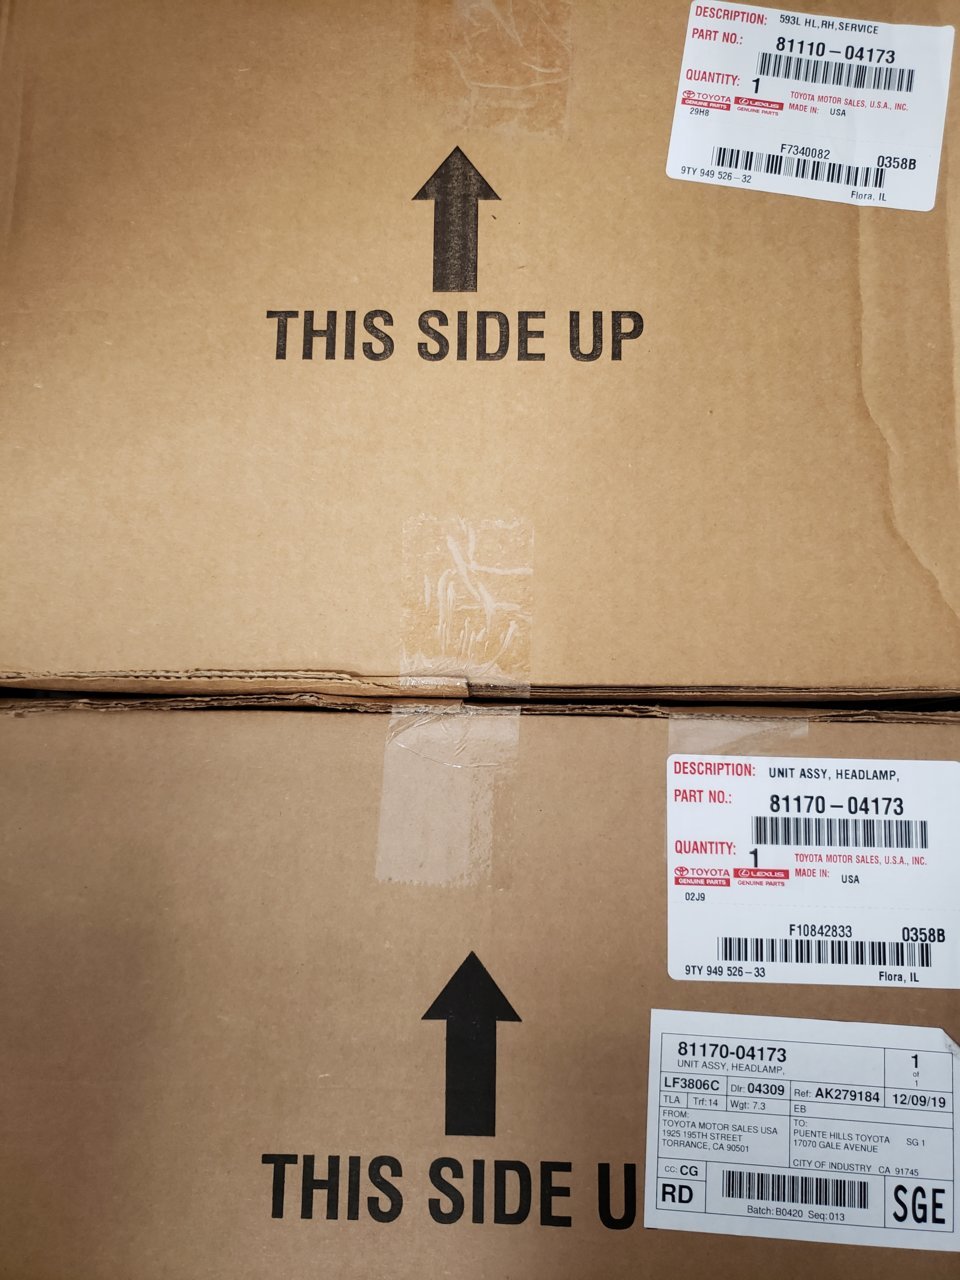 DESCRIPTION: 593L HL,RH,SERVICE
PART NO.: 81110-04173
QUANTITY: 1
TOYOTA LEXUS TOYOTA MOTOR SALES, U.S.A., INC.
GENUINE PARTS GENUINE PARTS MADE IN: USA
29H8
F7340082 0358B
9TY 949 526-32 Flora, IL
THIS SIDE UP
DESCRIPTION: UNIT ASSY, HEADLAMP,
PART NO.: 81170-04173
QUANTITY: 1
TOYOTA LEXUS TOYOTA MOTOR SALES, U.S.A., INC.
GENUINE PARTS GENUINE PARTS MADE IN: USA
02J9
F10842833 0358B
9TY 949 526-33 Flora, IL
81170-04173 1
UNIT ASSY, HEADLAMP, of
1
LF3806C Dlr: 04309 Ref: AK279184 12/09/19
TLA Trf: 14 Wgt: 7.3 EB
FROM: TO:
TOYOTA MOTOR SALES USA PUENTE HILLS TOYOTA SG 1
1925 195TH STREET 17070 GALE AVENUE
TORRANCE, CA 90501
CITY OF INDUSTRY CA 91745
CC: CG
RD SGE
Batch: B0420 Seq: 013
THIS SIDE U